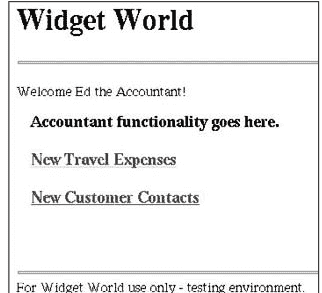 Widget World
Welcome Ed the Accountant!
Accountant functionality goes here.
New Travel Expenses
New Customer Contacts
For Widget World use only - testing environment.